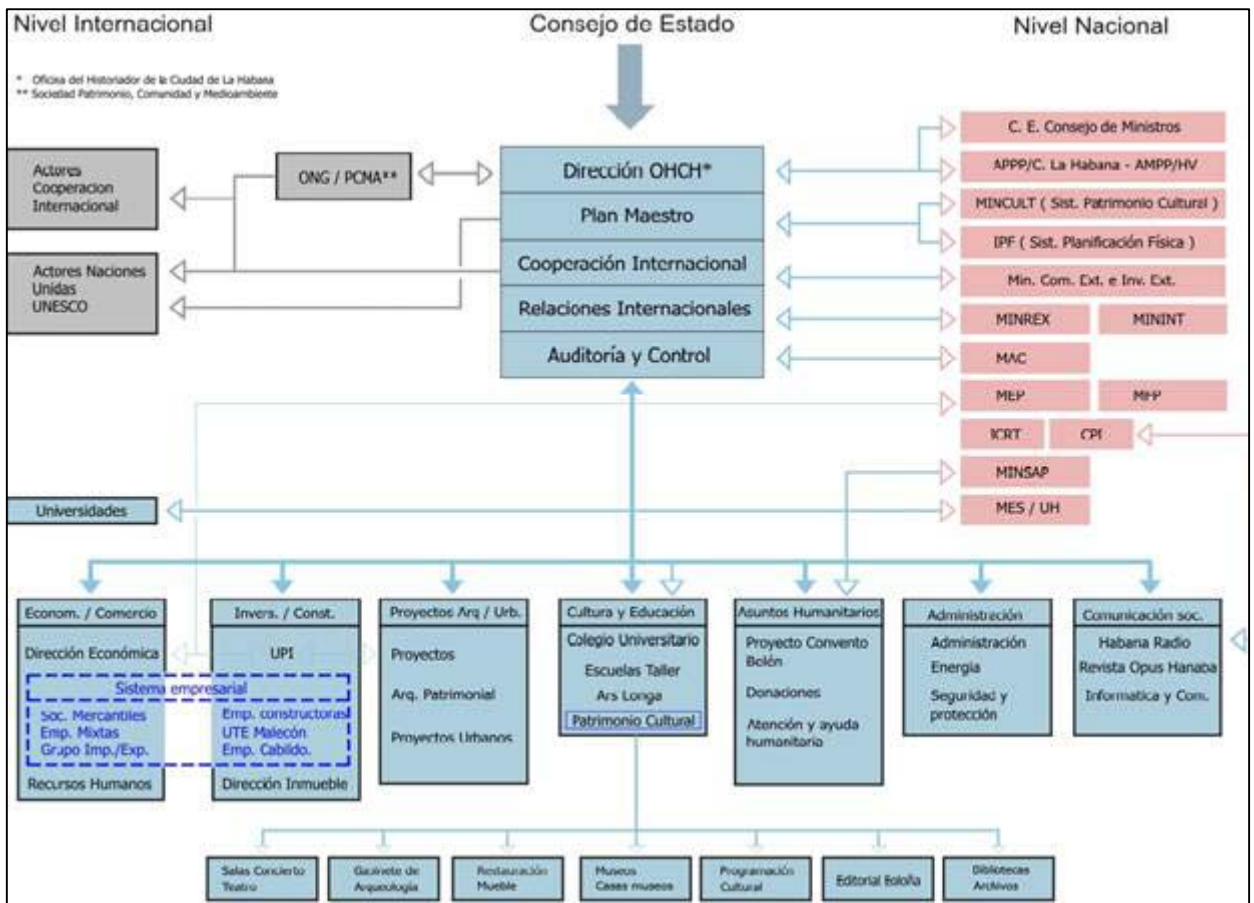 Nivel Internacional
Consejo de Estado
Nivel Nacional
* Oficina del Historiador de la Ciudad de La Habana
** Sociedad Patrimonio, Comunidad y Medioambiente
Actores
Cooperacion
Internacional
ONG / PCNA**
Actores Naciones
Unidas
UNESCO
Dirección OHCH*
Plan Maestro
Cooperación Internacional
Relaciones Internacionales
Auditoría y Control
C. E. Consejo de Ministros
APPP/C. La Habana - AMPP/HV
MINCULT ( Sist. Patrimonio Cultural )
IPF ( Sist. Planificación Física )
Min. Com. Ext. e Inv. Ext.
MINREX
MININT
MAC
MEP
MFP
ICRT
CPI
MINSAP
MES / UH
Universidades
Econom. / Comercio
Dirección Económica
Invers. / Const.
UPI
Sistema empresarial
Soc. Mercantiles
Emp. Mixtas
Grupo Imp./Exp.
Emp. constructoras
UTE Malecón
Emp. Cabildo.
Recursos Humanos
Dirección Inmueble
Proyectos Arq / Urb.
Proyectos
Arq. Patrimonial
Proyectos Urbanos
Cultura y Educación
Colegio Universitario
Escuelas Taller
Ars Longa
Patrimonio Cultural
Asuntos Humanitarios
Proyecto Convento
Bolén
Donaciones
Atención y ayuda
humanitaria
Administración
Administración
Energia
Seguridad y
protección
Comunicación soc.
Habana Radio
Revista Opus Hanaba
Informatica y Com.
Salas Concierto
Teatro
Gabinete de
Arqueología
Restauración
Mueble
Museos
Casas museos
Programación
Cultural
Editorial Boloña
Bibliotecas
Archivos